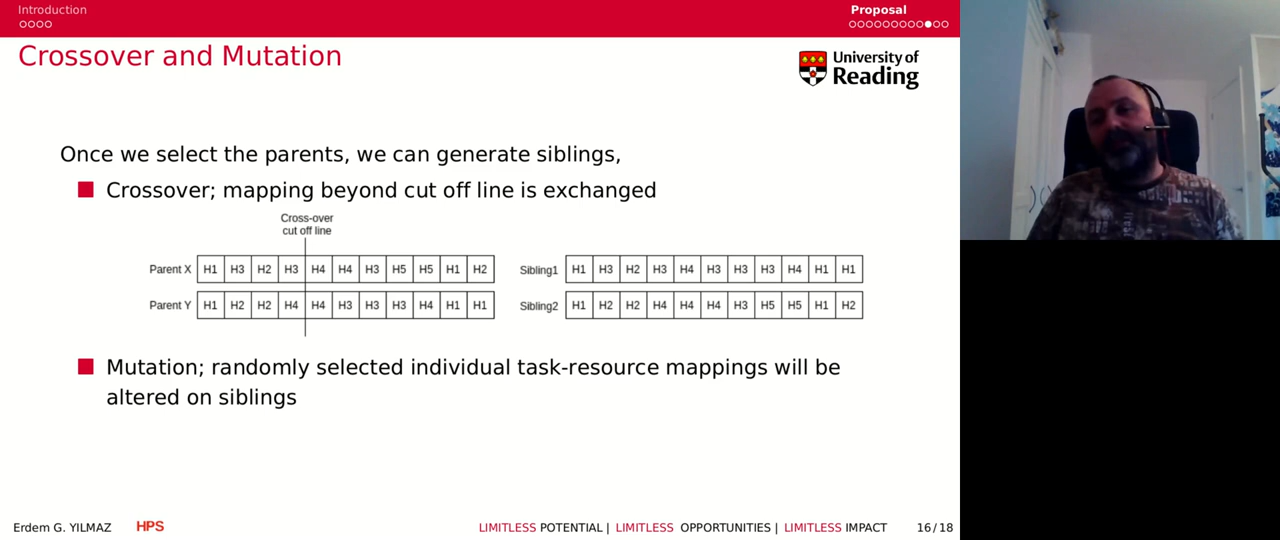 Introduction
Proposal
Crossover and Mutation
University of
Reading
Once we select the parents, we can generate siblings,
Crossover; mapping beyond cut off line is exchanged
Cross-over
cut off line
Parent X H1 H3 H2 H3 H4 H4 H3 H5 H5 H1 H2
Sibling1 H1 H3 H2 H3 H4 H3 H3 H3 H4 H1 H1
Parent Y H1 H2 H2 H4 H4 H3 H3 H3 H4 H1 H1
Sibling2 H1 H2 H2 H4 H4 H4 H3 H5 H5 H1 H2
Mutation; randomly selected individual task-resource mappings will be
altered on siblings
Erdem G. YILMAZ HPS LIMITLESS POTENTIAL | LIMITLESS OPPORTUNITIES | LIMITLESS IMPACT 16/18